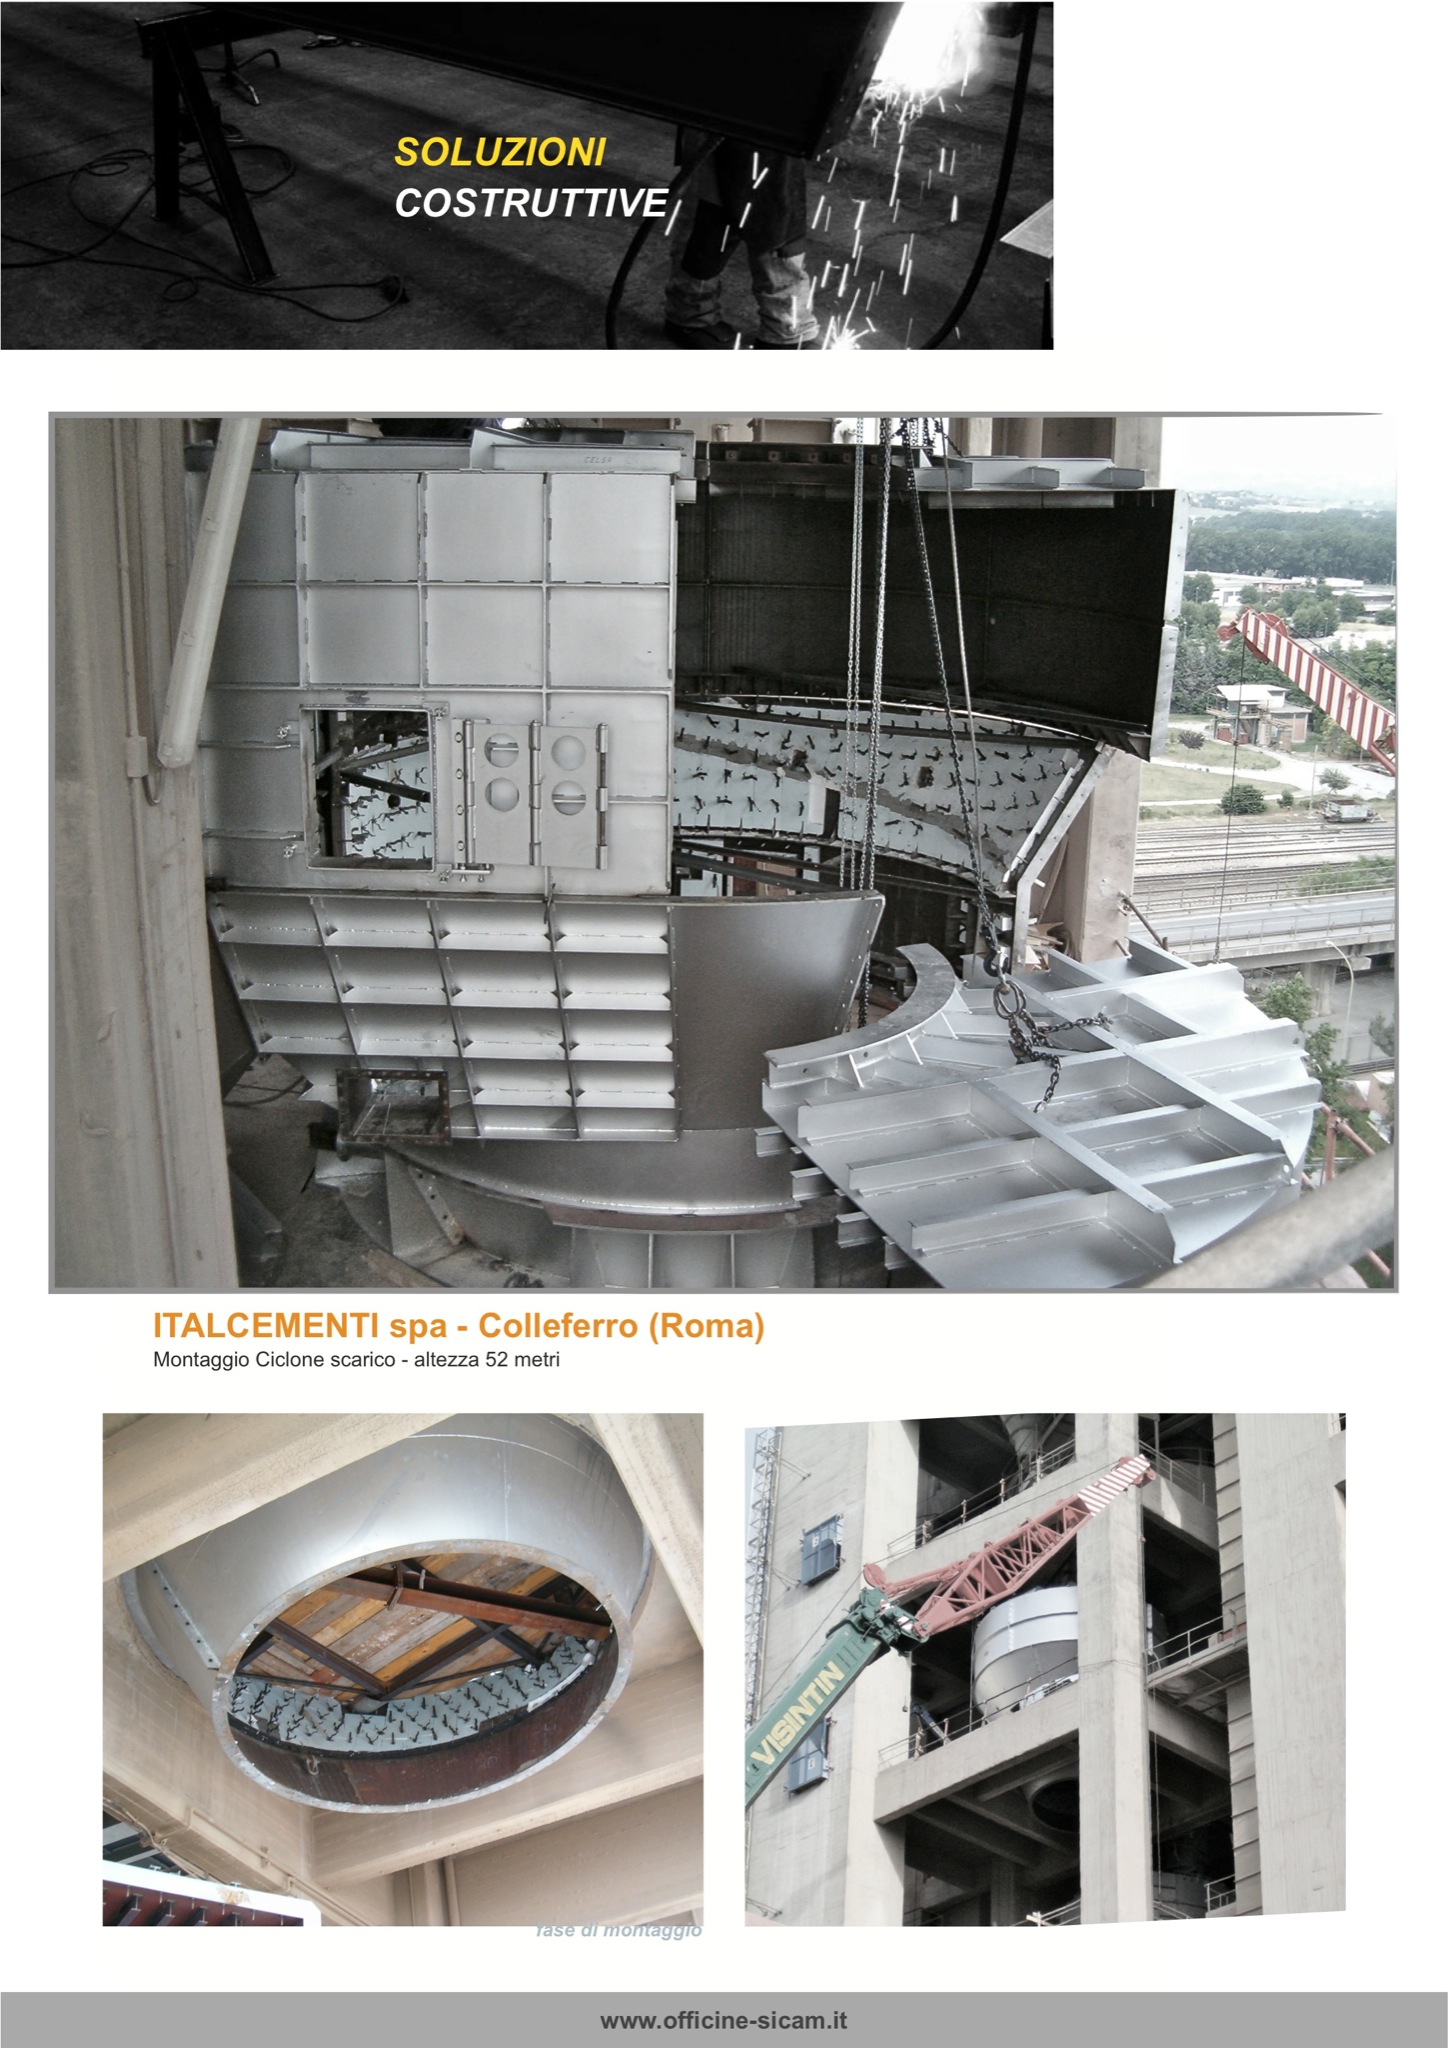 SOLUZIONI
COSTRUTTIVE
CELSA
ITALCEMENTI spa - Colleferro (Roma)
Montaggio Ciclone scarico - altezza 52 metri
VISINTIN
fase di montaggio
www.officine-sicam.it